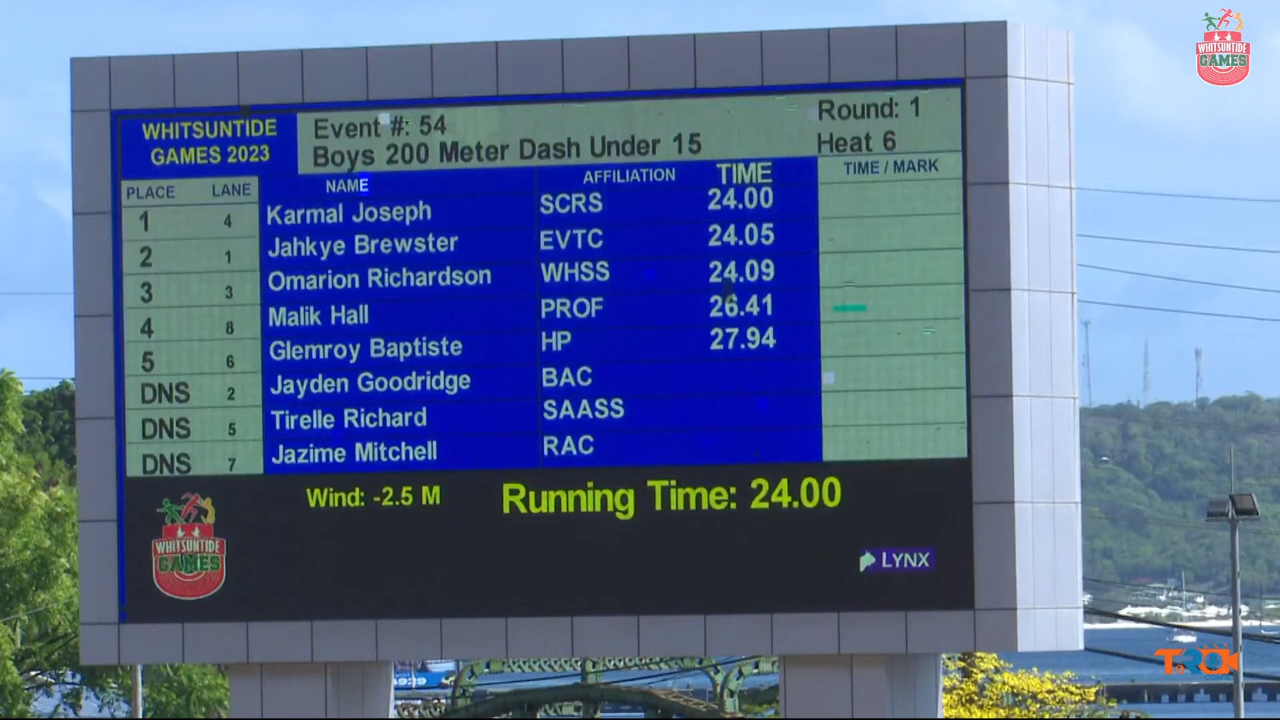 WHITSUNTIDE GAMES
WHITSUNTIDE
GAMES 2023
Event #: 54
Boys 200 Meter Dash Under 15
Round: 1
Heat 6
PLACE LANE NAME AFFILIATION TIME TIME / MARK
1 4 Karmal Joseph SCRS 24.00
2 1 Jahkye Brewster EVTC 24.05
3 3 Omarion Richardson WHSS 24.09
4 8 Malik Hall PROF 26.41
5 6 Glemroy Baptiste HP 27.94
DNS 2 Jayden Goodridge BAC
DNS 5 Tirelle Richard SAASS
DNS 7 Jazime Mitchell RAC
Wind: -2.5 M Running Time: 24.00
WHITSUNTIDE
GAMES
LYNX